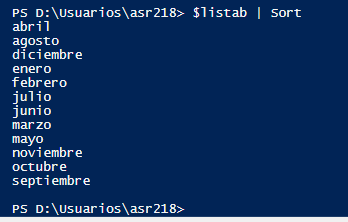 PS D:\Usuarios\asr218> $listab | Sort
abril
agosto
diciembre
enero
febrero
julio
junio
marzo
mayo
noviembre
octubre
septiembre
PS D:\Usuarios\asr218>